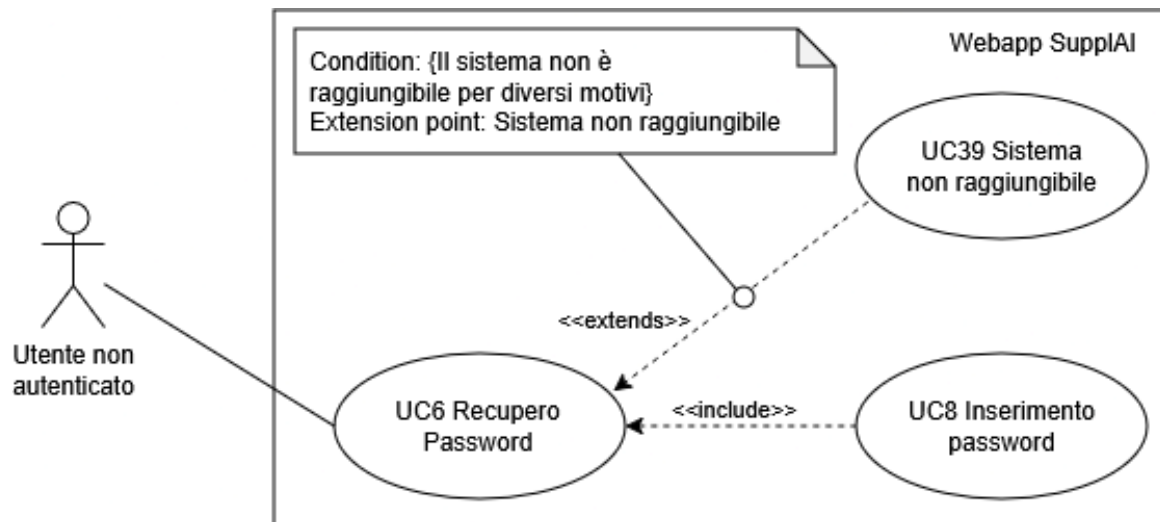 Webapp SupplAI
Condition: {Il sistema non è
raggiungibile per diversi motivi}
Extension point: Sistema non raggiungibile
UC39 Sistema
non raggiungibile
Utente non
autenticato
<<extends>>
UC6 Recupero
Password
<<include>>
UC8 Inserimento
password